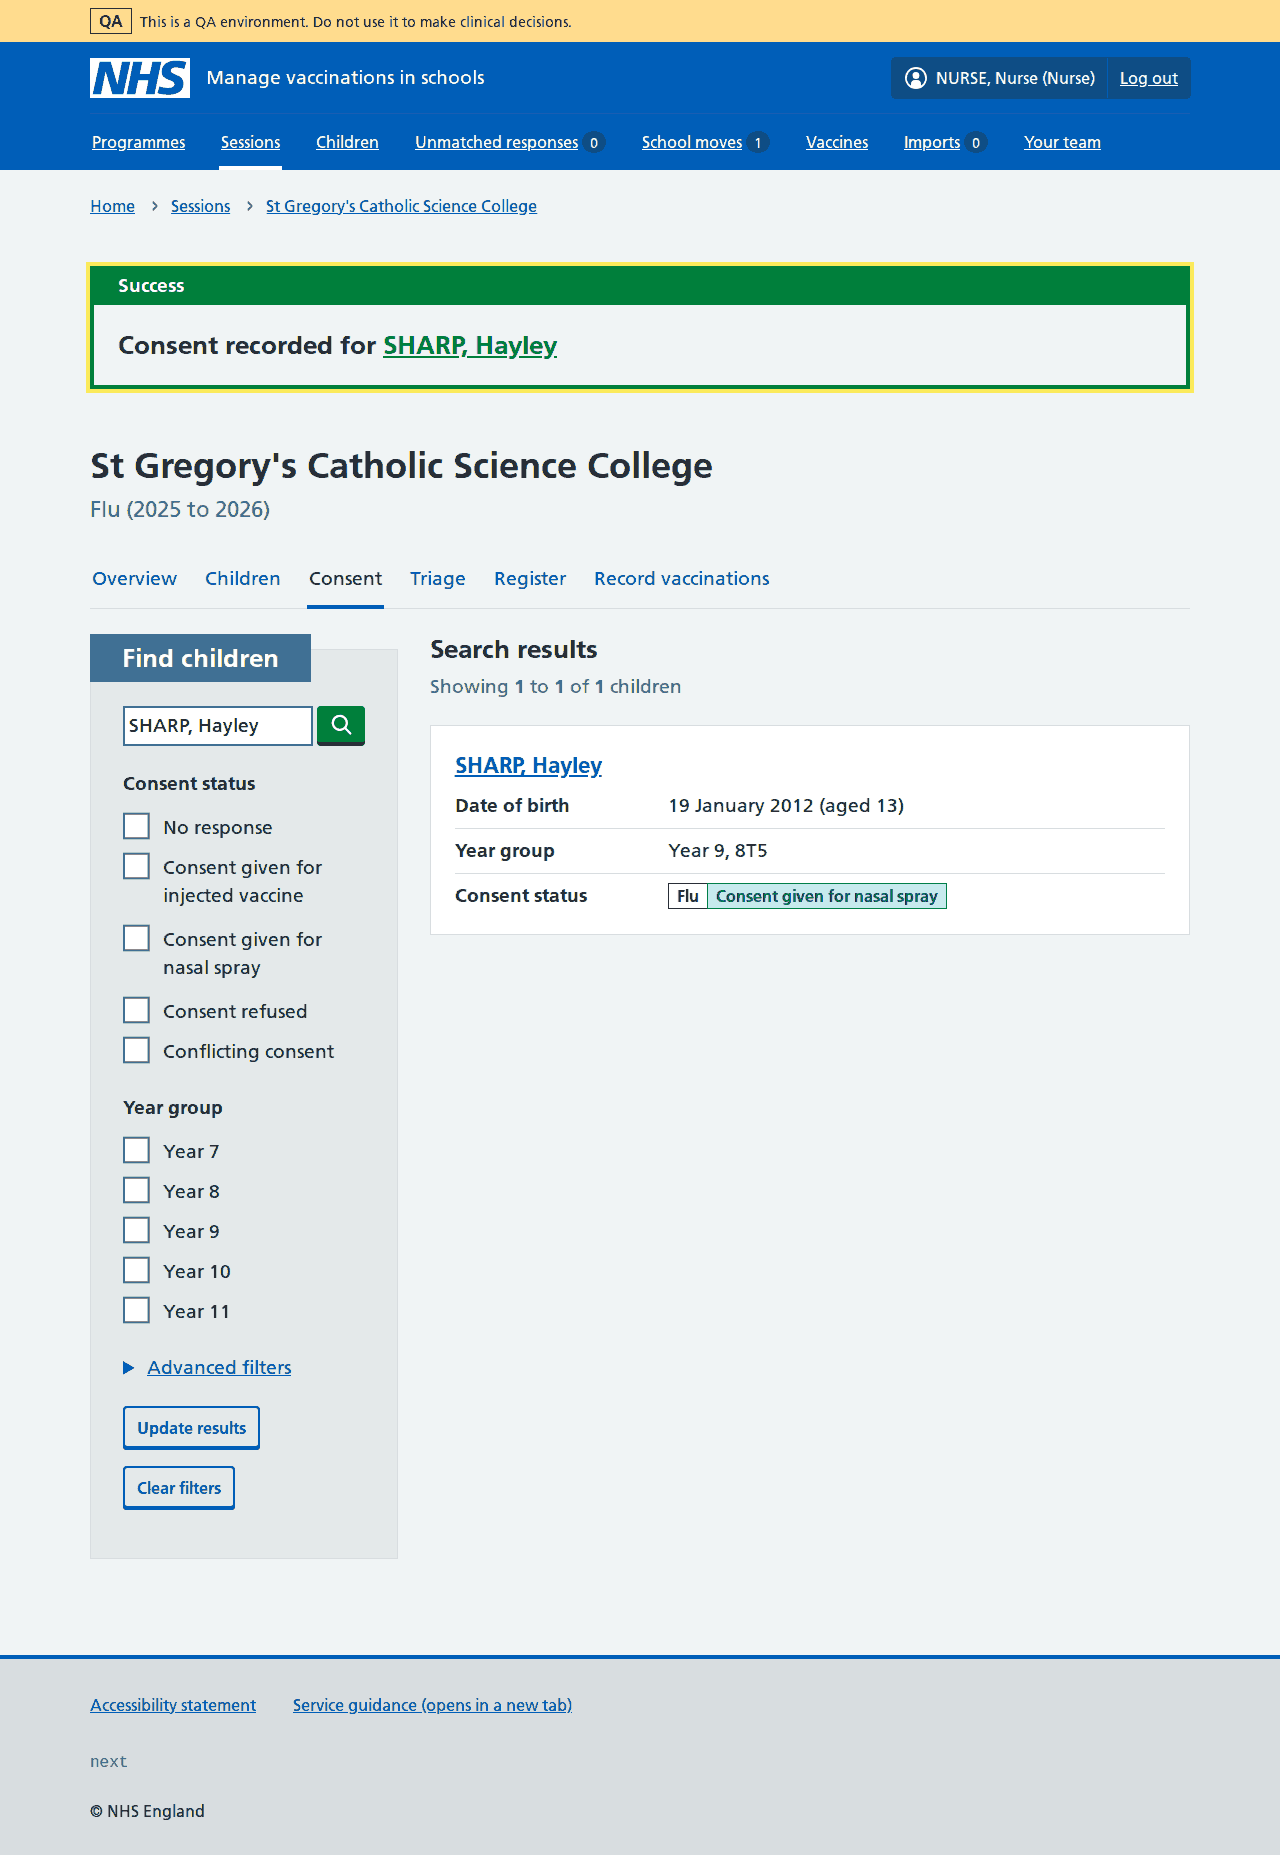 QA This is a QA environment. Do not use it to make clinical decisions.
NHS Manage vaccinations in schools NURSE, Nurse (Nurse) Log out
Programmes Sessions Children Unmatched responses 0 School moves 1 Vaccines Imports 0 Your team
Home Sessions St Gregory's Catholic Science College
Success
Consent recorded for SHARP, Hayley
St Gregory's Catholic Science College
Flu (2025 to 2026)
Overview Children Consent Triage Register Record vaccinations
Find children
SHARP, Hayley
Consent status
No response
Consent given for
injected vaccine
Consent given for
nasal spray
Consent refused
Conflicting consent
Year group
Year 7
Year 8
Year 9
Year 10
Year 11
Advanced filters
Update results
Clear filters
Search results
Showing 1 to 1 of 1 children
SHARP, Hayley
Date of birth 19 January 2012 (aged 13)
Year group Year 9, 8T5
Consent status Flu Consent given for nasal spray
Accessibility statement Service guidance (opens in a new tab)
next
© NHS England